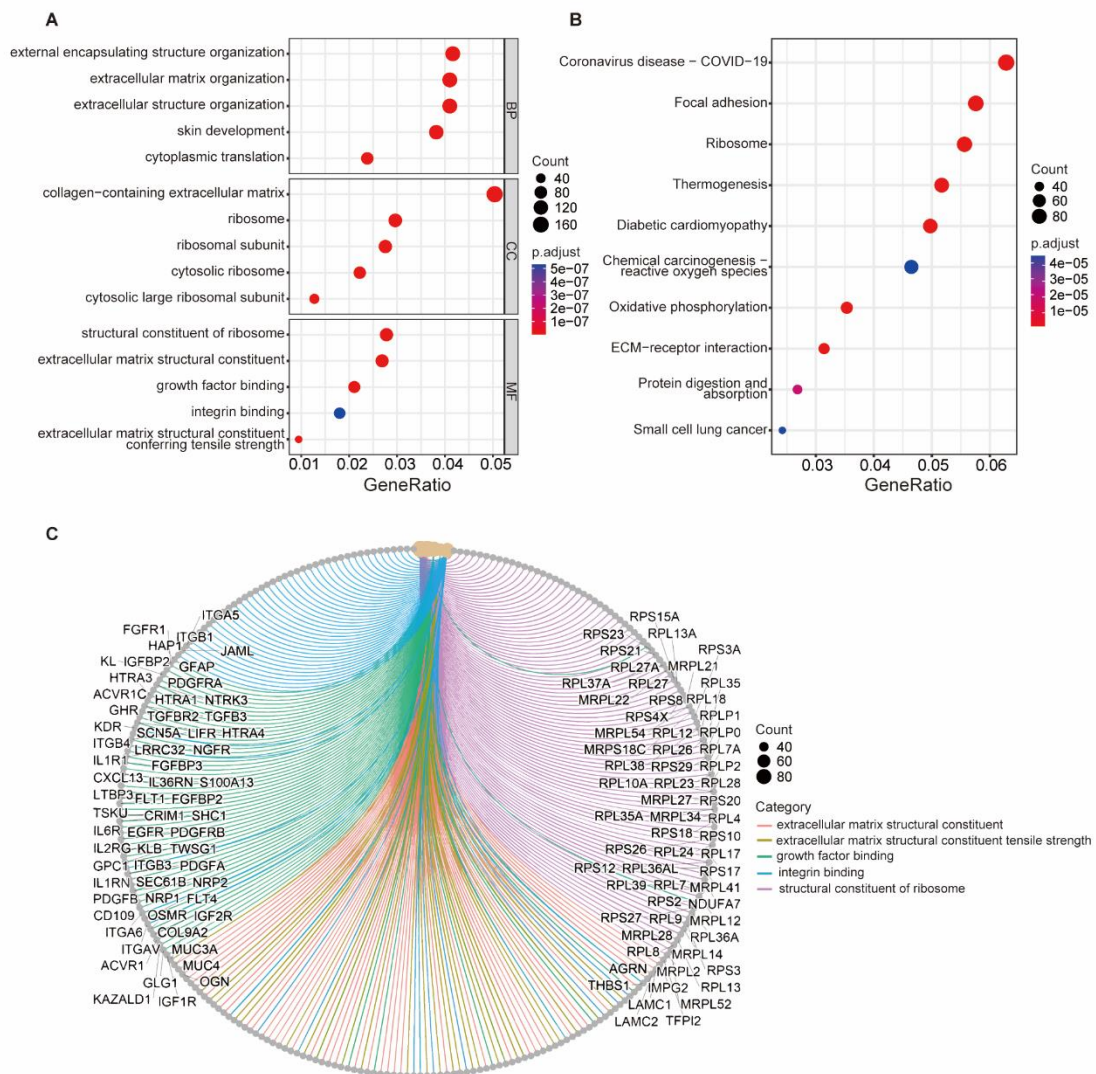 A
external encapsulating structure organization
extracellular matrix organization
extracellular structure organization
skin development
cytoplasmic translation
BP
collagen−containing extracellular matrix
ribosome
ribosomal subunit
cytosolic ribosome
cytosolic large ribosomal subunit
CC
structural constituent of ribosome
extracellular matrix structural constituent
growth factor binding
integrin binding
extracellular matrix structural constituent
conferring tensile strength
MF
0.01 0.02 0.03 0.04 0.05
GeneRatio
Count
40
80
120
160
p.adjust
5e−07
4e−07
3e−07
2e−07
1e−07
B
Coronavirus disease − COVID−19
Focal adhesion
Ribosome
Thermogenesis
Diabetic cardiomyopathy
Chemical carcinogenesis −
reactive oxygen species
Oxidative phosphorylation
ECM−receptor interaction
Protein digestion and
absorption
Small cell lung cancer
0.03 0.04 0.05 0.06
GeneRatio
Count
40
60
80
p.adjust
4e−05
3e−05
2e−05
1e−05
C
ITGA5
FGFR1
ITGB1
HAP1
JAML
KL IGFBP2
GFAP
HTRA3
PDGFRA
ACVR1C
HTRA1 NTRK3
GHR
TGFBR2 TGFB3
KDR
SCN5A LIFR HTRA4
ITGB4
LRRC32 NGFR
IL1R1
FGFBP3
CXCL13
IL36RN S100A13
LTBP3
FLT1 FGFBP2
TSKU
CRIM1 SHC1
IL6R EGFR PDGFRB
IL2RG KLB TWSG1
GPC1 ITGB3 PDGFA
IL1RN SEC61B NRP2
PDGFB NRP1 FLT4
CD109 OSMR IGF2R
ITGA6 COL9A2
ITGAV MUC3A
ACVR1 MUC4
GLG1 OGN
KAZALD1 IGF1R
RPS15A
RPS23 RPL13A
RPS21 RPS3A
RPL27A MRPL21
RPL37A RPL27 RPL35
MRPL22 RPS8 RPL18
RPS4X RPLP1
MRPL54 RPL12 RPLP0
MRPS18C RPL26 RPL7A
RPL38 RPS29 RPLP2
RPL10A RPL23 RPL28
MRPL27 RPS20
RPL35A MRPL34 RPL4
RPS18 RPS10
RPS26 RPL24 RPL17
RPS12 RPL36AL RPS17
RPL39 RPL7 MRPL41
RPS2 NDUFA7
RPS27 RPL9 MRPL12
MRPL28 RPL36A
RPL8 MRPL14
AGRN MRPL2 RPS3
THBS1 IMPG2 RPL13
LAMC1 MRPL52
LAMC2 TFPI2
Count
40
60
80
Category
extracellular matrix structural constituent
extracellular matrix structural constituent tensile strength
growth factor binding
integrin binding
structural constituent of ribosome